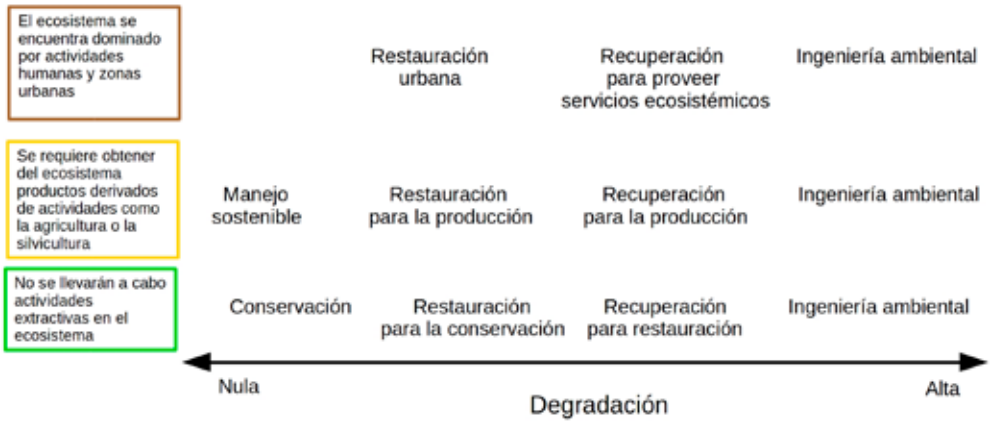 El ecosistema se
encuentra dominado
por actividades
humanas y zonas
urbanas
Restauración
urbana
Recuperación
para proveer
servicios ecosistémicos
Ingeniería ambiental
Se requiere obtener
del ecosistema
productos derivados
de actividades como
la agricultura o la
silvicultura
Manejo
sostenible
Restauración
para la producción
Recuperación
para la producción
Ingeniería ambiental
No se llevarán a cabo
actividades
extractivas en el
ecosistema
Conservación
Restauración
para la conservación
Recuperación
para restauración
Ingeniería ambiental
Nula
Degradación
Alta